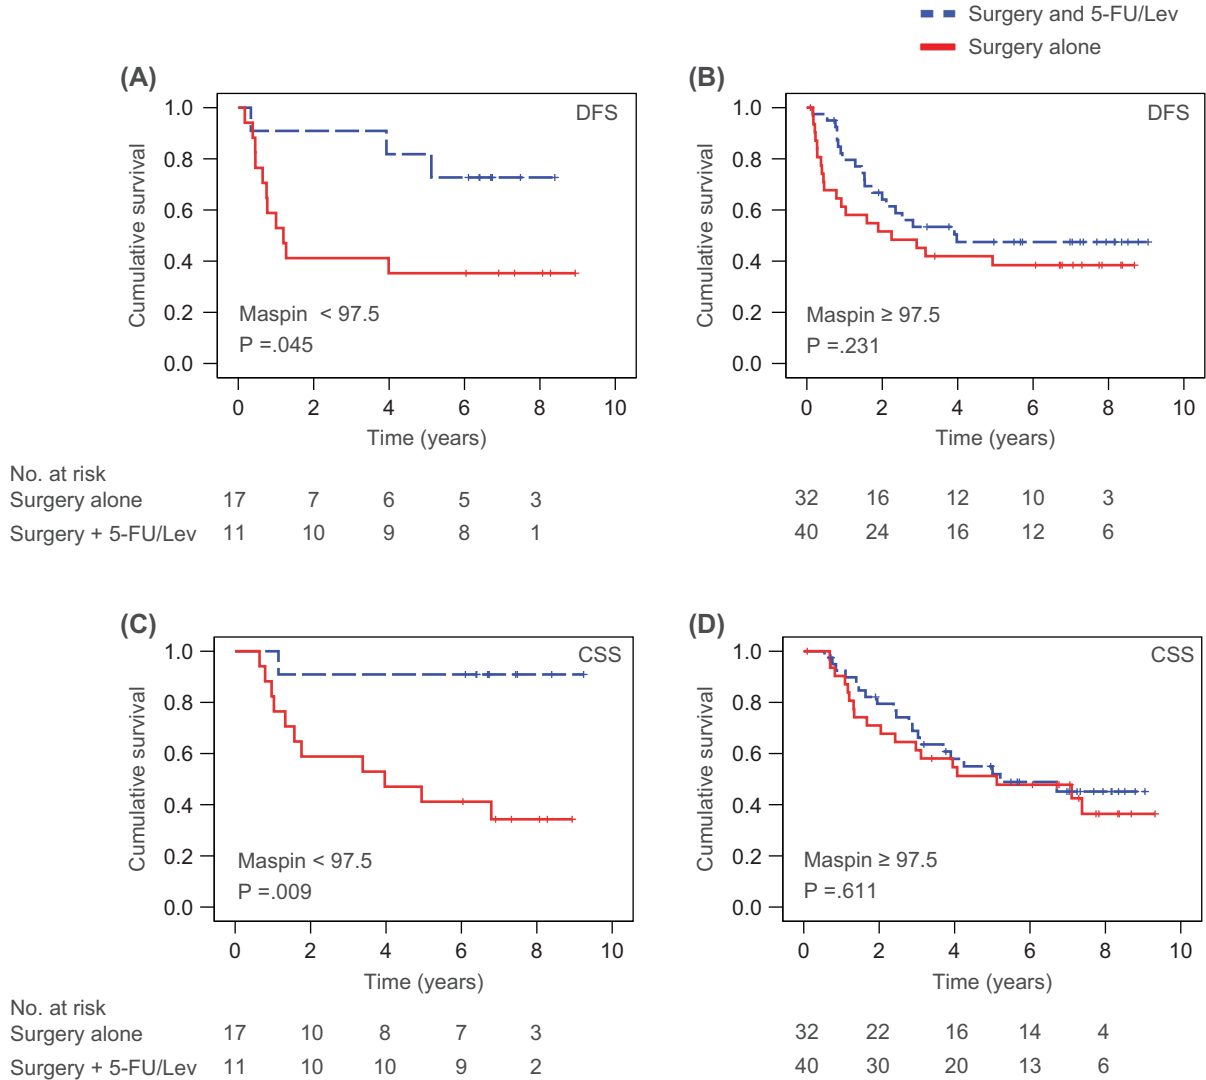 Surgery and 5-FU/Lev
Surgery alone
(A)
DFS
Cumulative survival
1.0
0.8
0.6
0.4
0.2
0.0
Maspin < 97.5
P =.045
0 2 4 6 8 10
Time (years)
(B)
DFS
Cumulative survival
1.0
0.8
0.6
0.4
0.2
0.0
Maspin ≥ 97.5
P =.231
0 2 4 6 8 10
Time (years)
No. at risk
Surgery alone 17 7 6 5 3 32 16 12 10 3
Surgery + 5-FU/Lev 11 10 9 8 1 40 24 16 12 6
(C)
CSS
Cumulative survival
1.0
0.8
0.6
0.4
0.2
0.0
Maspin < 97.5
P =.009
0 2 4 6 8 10
Time (years)
(D)
CSS
Cumulative survival
1.0
0.8
0.6
0.4
0.2
0.0
Maspin ≥ 97.5
P =.611
0 2 4 6 8 10
Time (years)
No. at risk
Surgery alone 17 10 8 7 3 32 22 16 14 4
Surgery + 5-FU/Lev 11 10 10 9 2 40 30 20 13 6